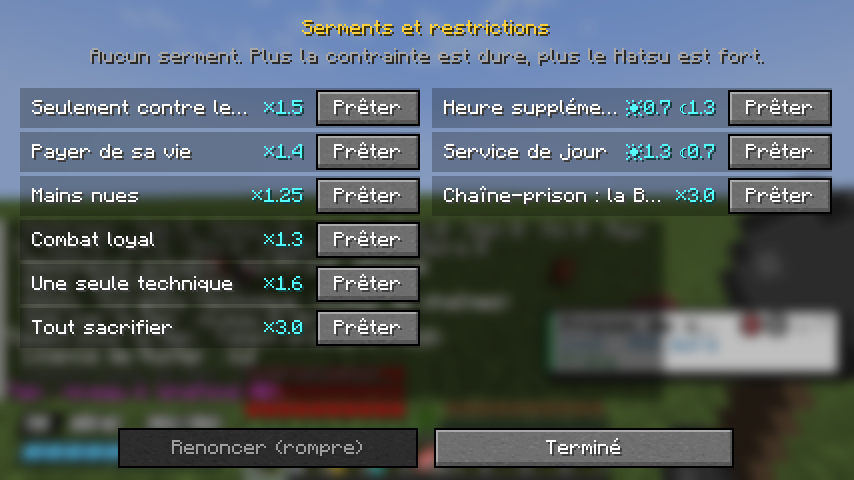 Serments et restrictions
Aucun serment. Plus la contrainte est dure, plus le Hatsu est fort.
Seulement contre le... ×1.5 Prêter
Heure suppléme... ☀0.7 ☾1.3 Prêter
Payer de sa vie ×1.4 Prêter
Service de jour ☀1.3 ☾0.7 Prêter
Mains nues ×1.25 Prêter
Chaîne-prison : la B... ×3.0 Prêter
Combat loyal ×1.3 Prêter
Une seule technique ×1.6 Prêter
Tout sacrifier ×3.0 Prêter
Renoncer (rompre)
Terminé